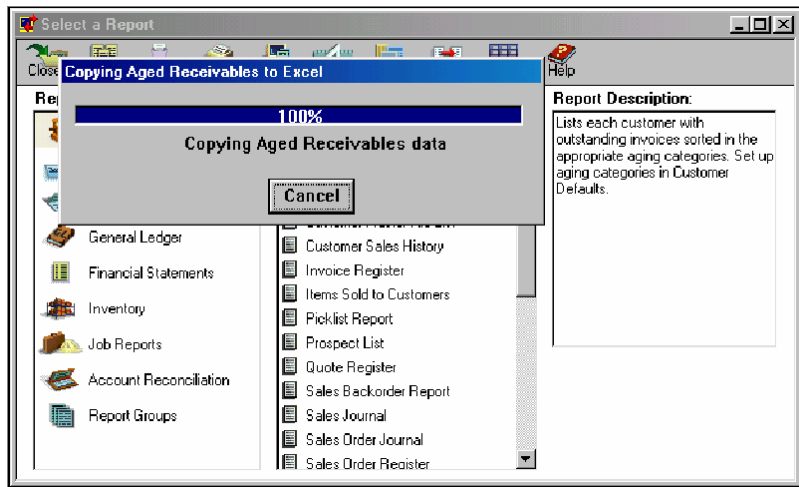 Select a Report
Close
Help
Copying Aged Receivables to Excel
100%
Copying Aged Receivables data
Cancel
General Ledger
Financial Statements
Inventory
Job Reports
Account Reconciliation
Report Groups
Customer Sales History
Invoice Register
Items Sold to Customers
Picklist Report
Prospect List
Quote Register
Sales Backorder Report
Sales Journal
Sales Order Journal
Sales Order Register
Report Description:
Lists each customer with
outstanding invoices sorted in the
appropriate aging categories. Set up
aging categories in Customer
Defaults.